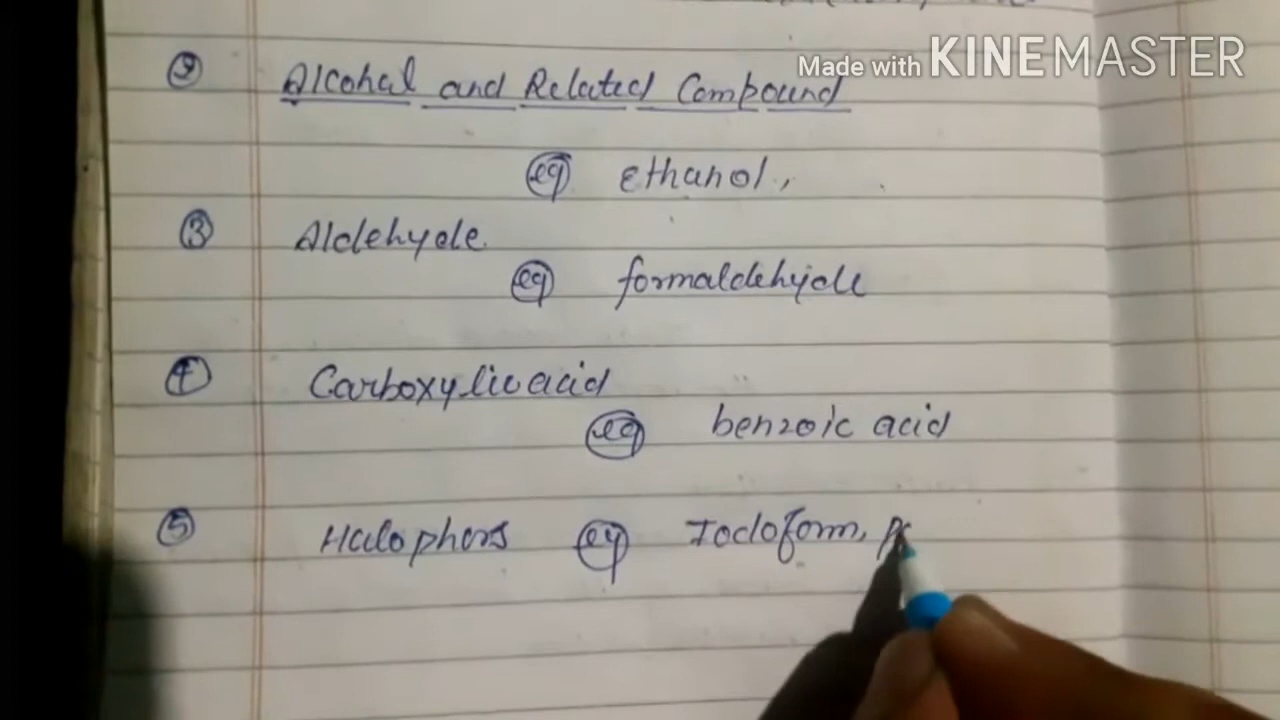 Made with KINEMASTER
② Alcohal and Related Compound
eg ethanol,
③ Aldehyde
eg formaldehyde
④ Carboxylic acid
eg benzoic acid
⑤ Halophors eg Iodoform,